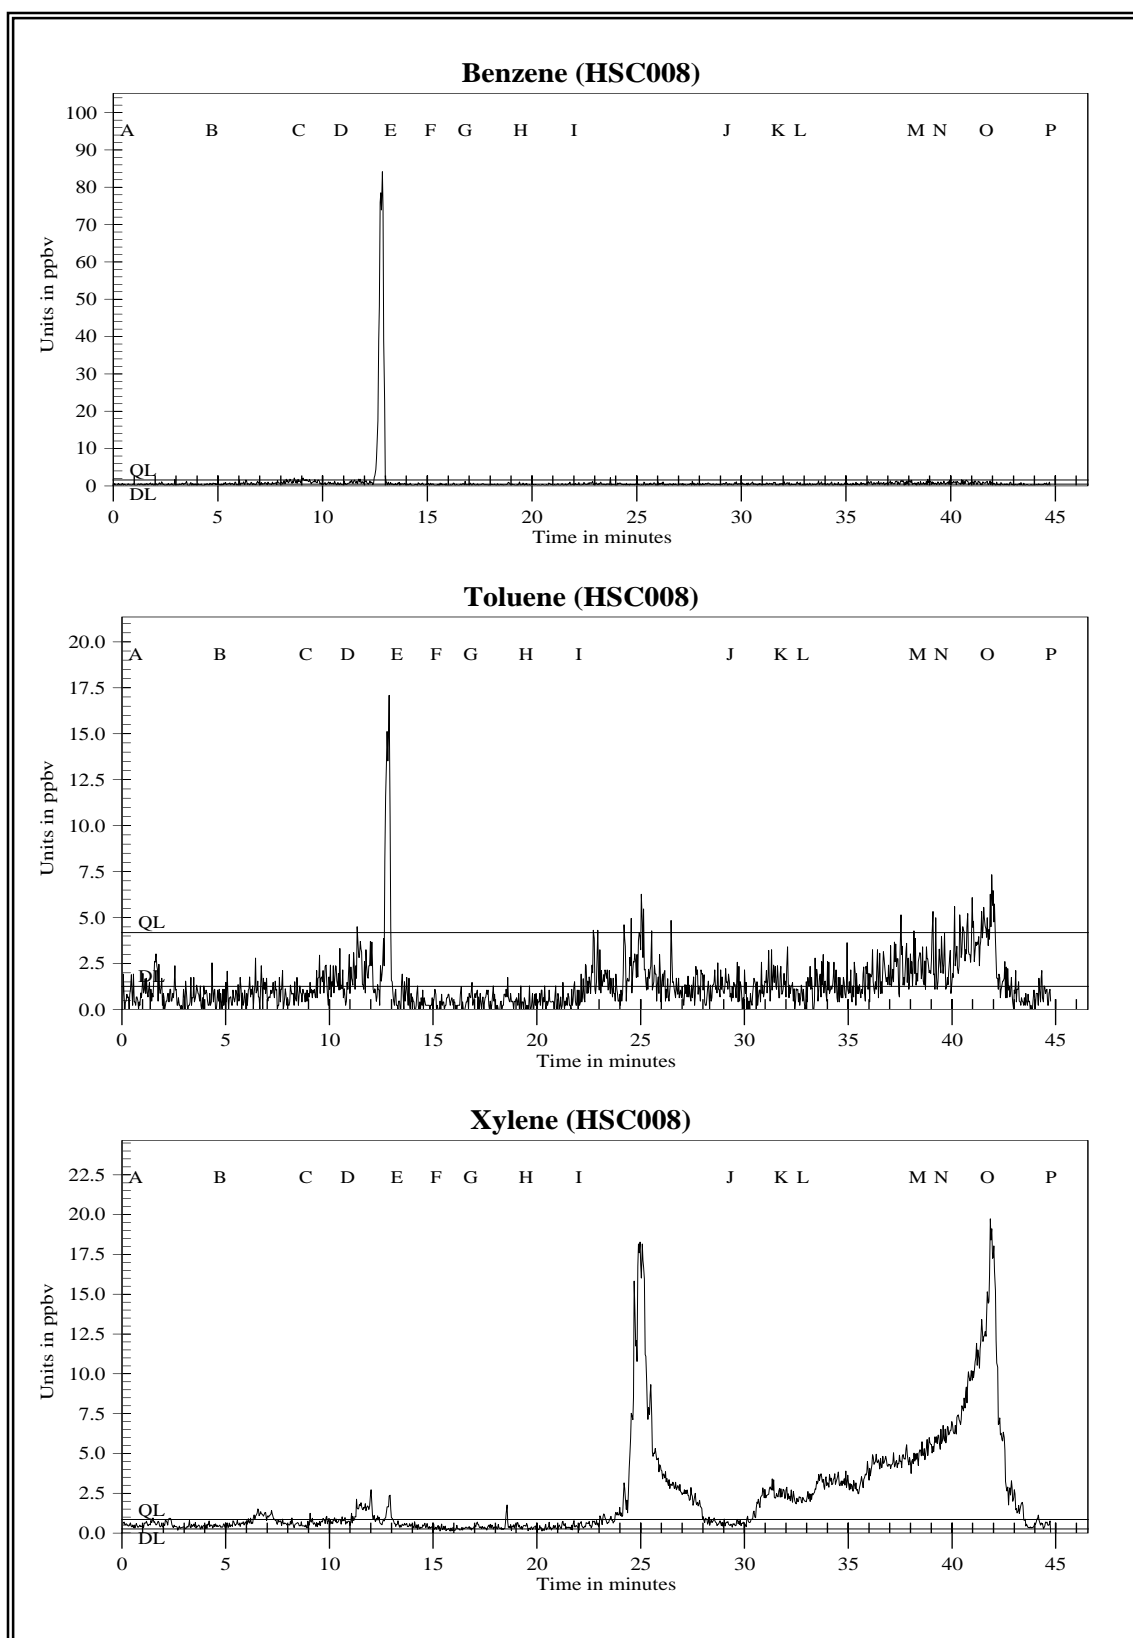 Benzene (HSC008)
100
A B C D E F G H I J K L M N O P
90
80
70
60
50
40
30
20
10
0
Units in ppbv
QL
DL
0 5 10 15 20 25 30 35 40 45
Time in minutes
Toluene (HSC008)
20.0
A B C D E F G H I J K L M N O P
17.5
15.0
12.5
10.0
7.5
5.0
2.5
0.0
Units in ppbv
QL
DL
0 5 10 15 20 25 30 35 40 45
Time in minutes
Xylene (HSC008)
22.5
A B C D E F G H I J K L M N O P
20.0
17.5
15.0
12.5
10.0
7.5
5.0
2.5
0.0
Units in ppbv
QL
DL
0 5 10 15 20 25 30 35 40 45
Time in minutes